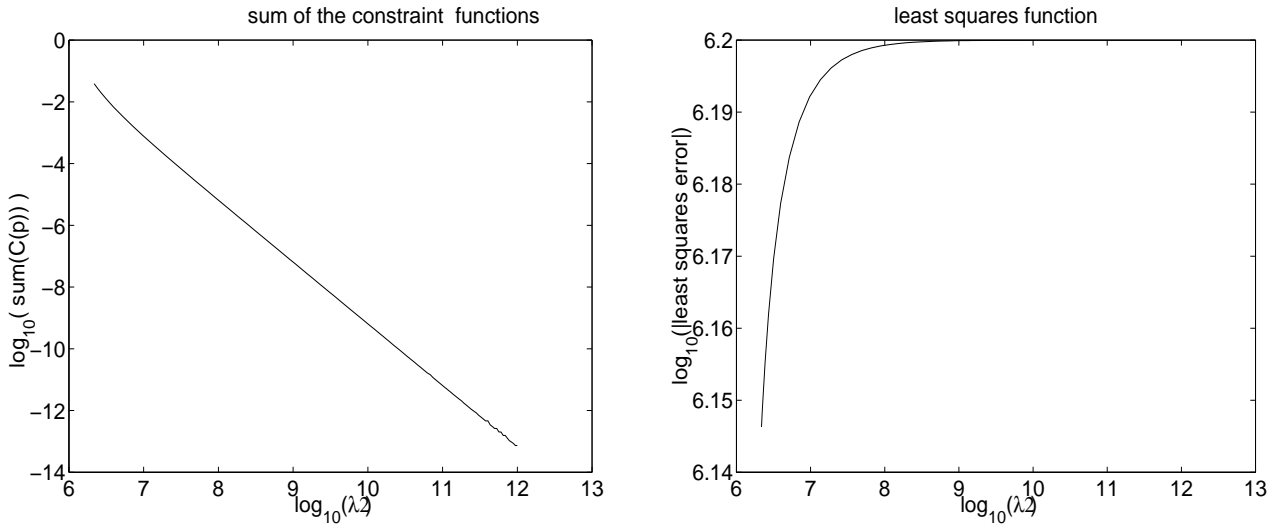 sum of the constraint functions
0
−2
−4
−6
−8
−10
−12
−14
log10( sum(C(p)) )
6 7 8 9 10 11 12 13
log10(λ2)
least squares function
6.2
6.19
6.18
6.17
6.16
6.15
6.14
log10(|least squares error|)
6 7 8 9 10 11 12 13
log10(λ2)